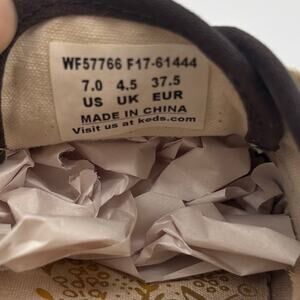 WF57766 F17-61444
7.0 4.5 37.5
US UK EUR
MADE IN CHINA
Visit us at keds.com